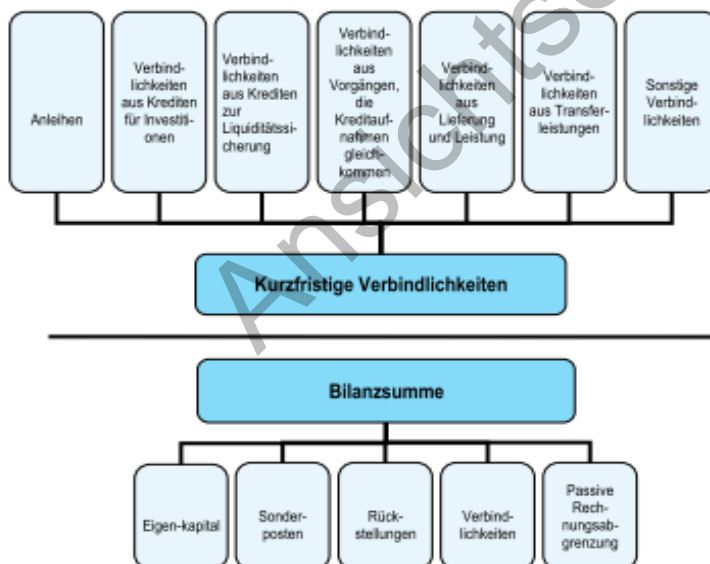 Anleihen
Verbind-
lichkeiten
aus Krediten
für Investiti-
onen
Verbind-
lichkeiten
aus Krediten
zur
Liquiditätssi-
cherung
Verbind-
lichkeiten
aus
Vorgängen,
die
Kreditauf-
nahmen
gleich-
kommen
Verbind-
lichkeiten
aus
Lieferung
und Leistung
Verbind-
lichkeiten
aus Transfer-
leistungen
Sonstige
Verbind-
lichkeiten
Kurzfristige Verbindlichkeiten
Bilanzsumme
Eigen-kapital
Sonder-
posten
Rück-
stellungen
Verbind-
lichkeiten
Passive
Rech-
nungsab-
grenzung
Ansichts